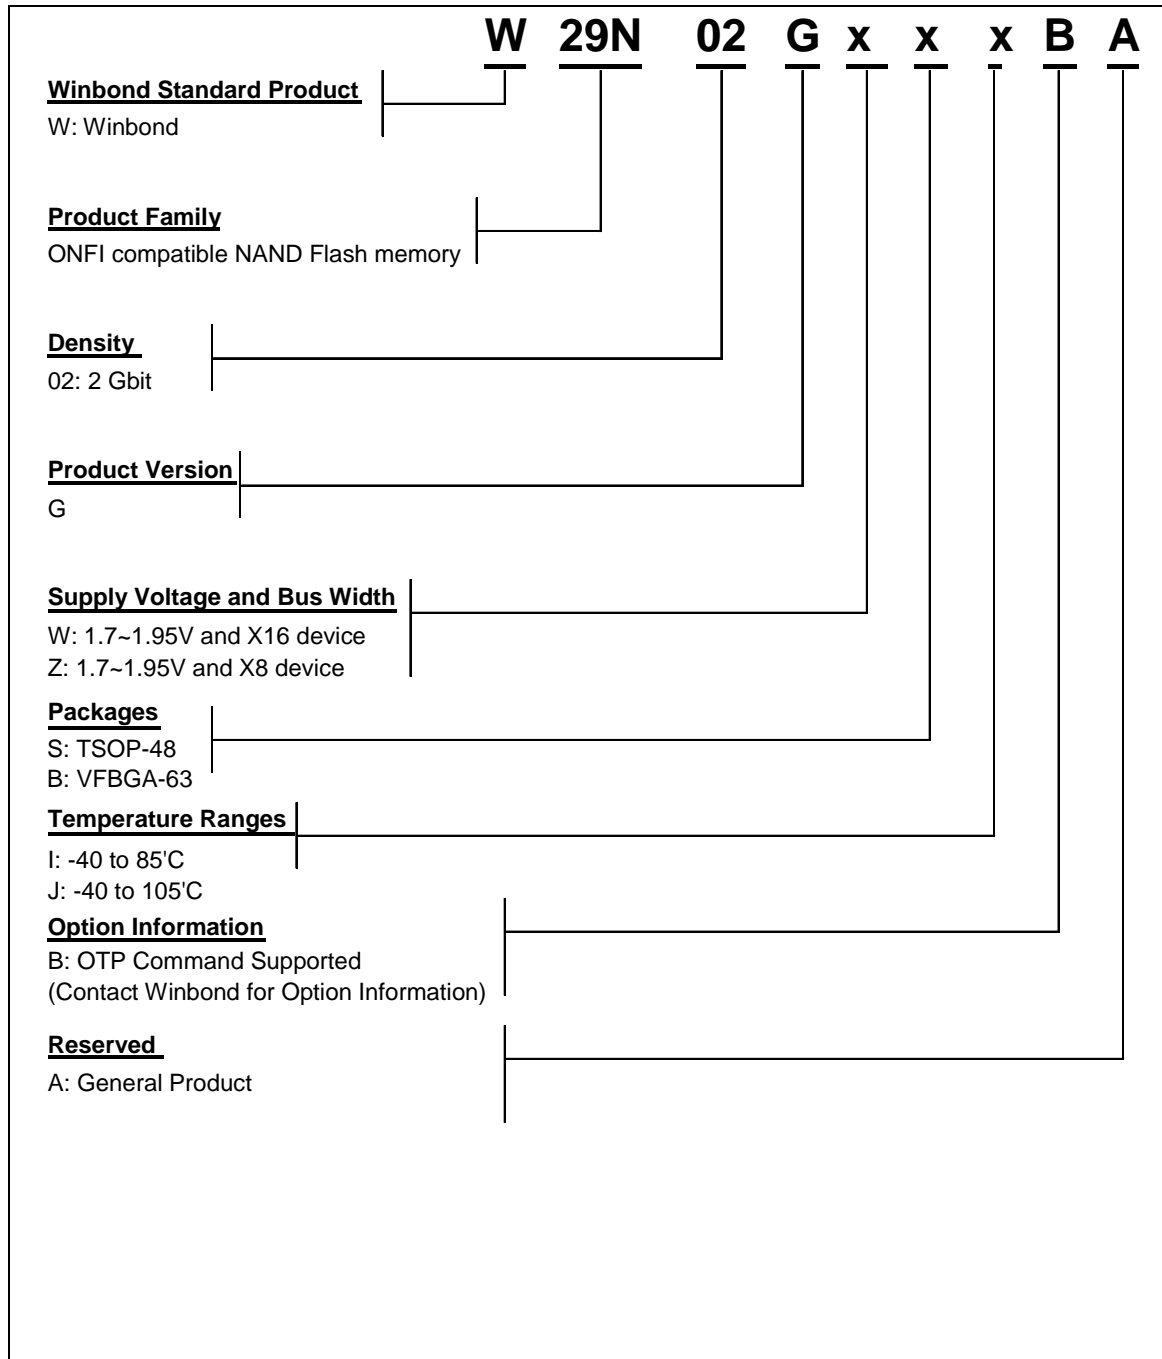 W 29N 02 G x x x B A
Winbond Standard Product
W: Winbond
Product Family
ONFI compatible NAND Flash memory
Density
02: 2 Gbit
Product Version
G
Supply Voltage and Bus Width
W: 1.7~1.95V and X16 device
Z: 1.7~1.95V and X8 device
Packages
S: TSOP-48
B: VFBGA-63
Temperature Ranges
I: -40 to 85'C
J: -40 to 105'C
Option Information
B: OTP Command Supported
(Contact Winbond for Option Information)
Reserved
A: General Product